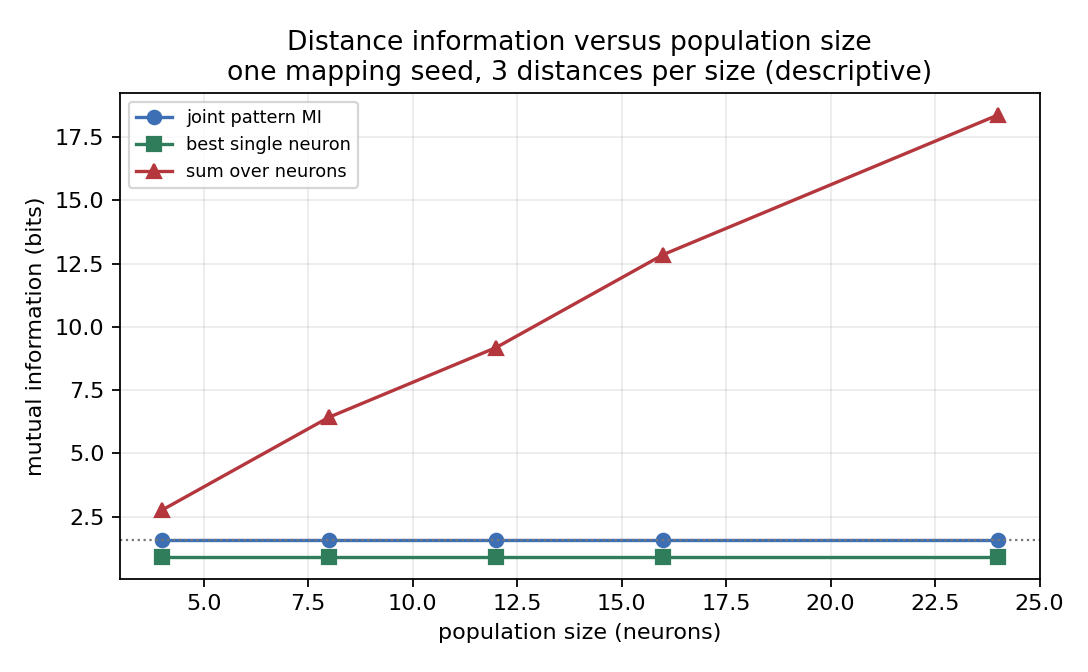 Distance information versus population size
one mapping seed, 3 distances per size (descriptive)
joint pattern MI
best single neuron
sum over neurons
mutual information (bits)
17.5
15.0
12.5
10.0
7.5
5.0
2.5
5.0 7.5 10.0 12.5 15.0 17.5 20.0 22.5 25.0
population size (neurons)